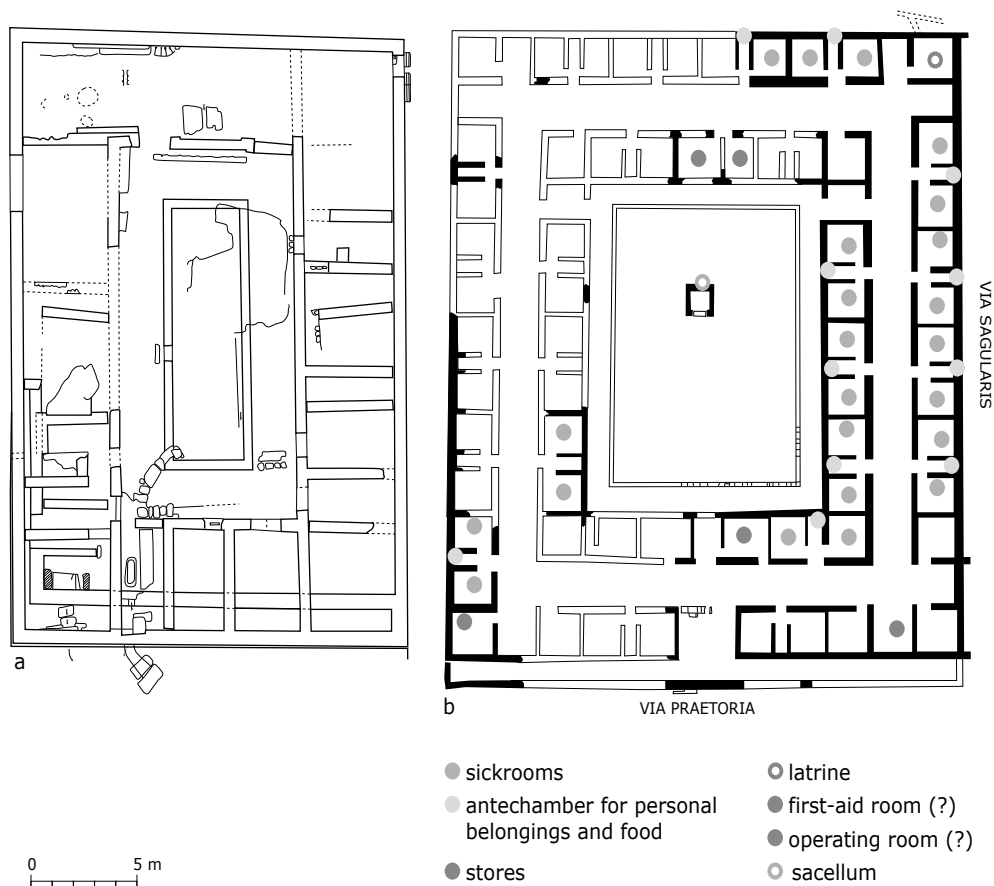 VIA SAGULARIS
a
b
VIA PRAETORIA
sickrooms
antechamber for personal
belongings and food
stores
latrine
first-aid room (?)
operating room (?)
sacellum
0 5 m